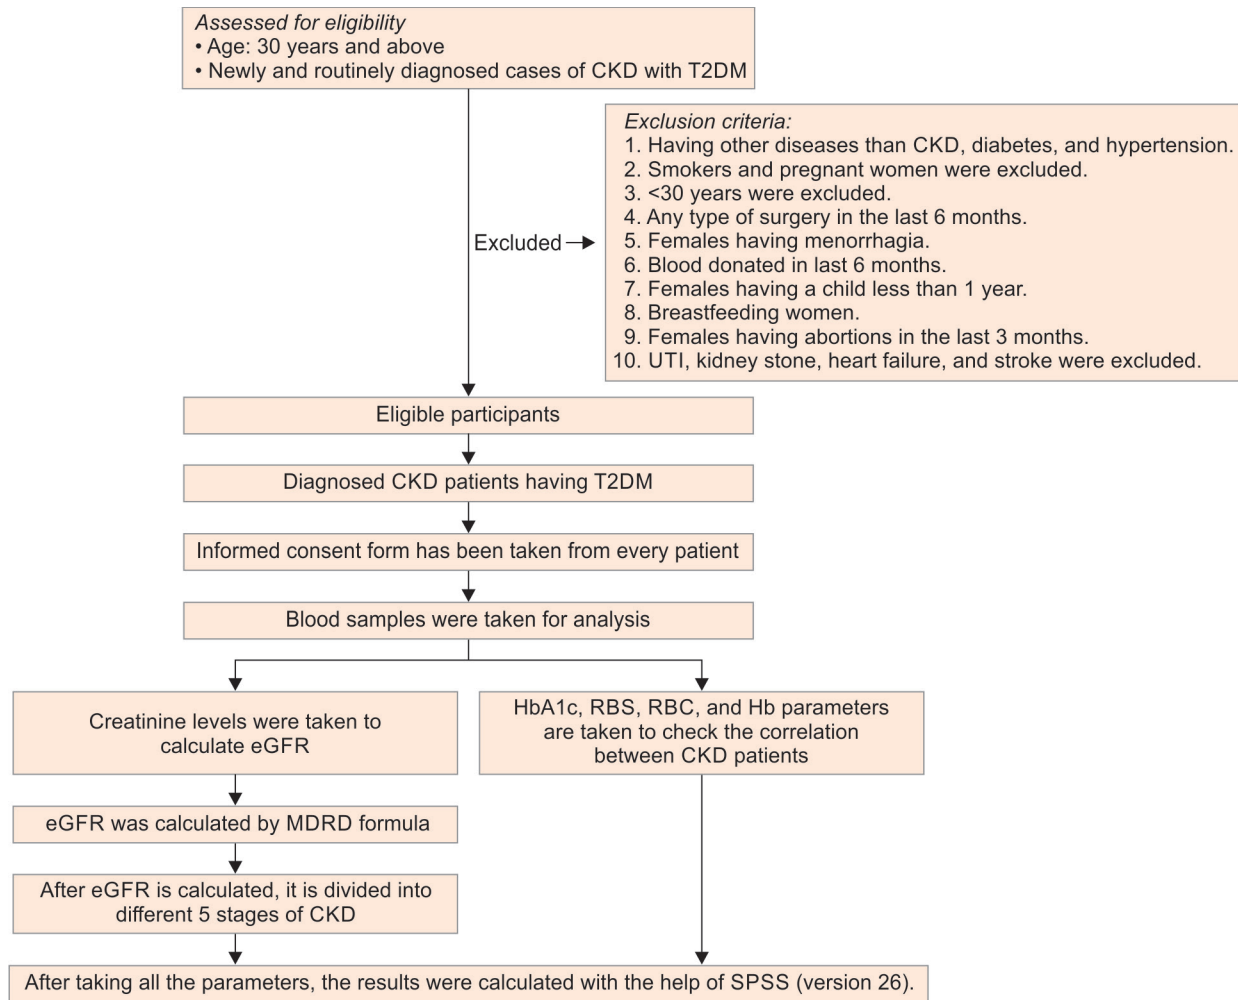 Assessed for eligibility
• Age: 30 years and above
• Newly and routinely diagnosed cases of CKD with T2DM
Exclusion criteria:
1. Having other diseases than CKD, diabetes, and hypertension.
2. Smokers and pregnant women were excluded.
3. <30 years were excluded.
4. Any type of surgery in the last 6 months.
5. Females having menorrhagia.
6. Blood donated in last 6 months.
7. Females having a child less than 1 year.
8. Breastfeeding women.
9. Females having abortions in the last 3 months.
10. UTI, kidney stone, heart failure, and stroke were excluded.
Excluded
Eligible participants
Diagnosed CKD patients having T2DM
Informed consent form has been taken from every patient
Blood samples were taken for analysis
Creatinine levels were taken to
calculate eGFR
HbA1c, RBS, RBC, and Hb parameters
are taken to check the correlation
between CKD patients
eGFR was calculated by MDRD formula
After eGFR is calculated, it is divided into
different 5 stages of CKD
After taking all the parameters, the results were calculated with the help of SPSS (version 26).